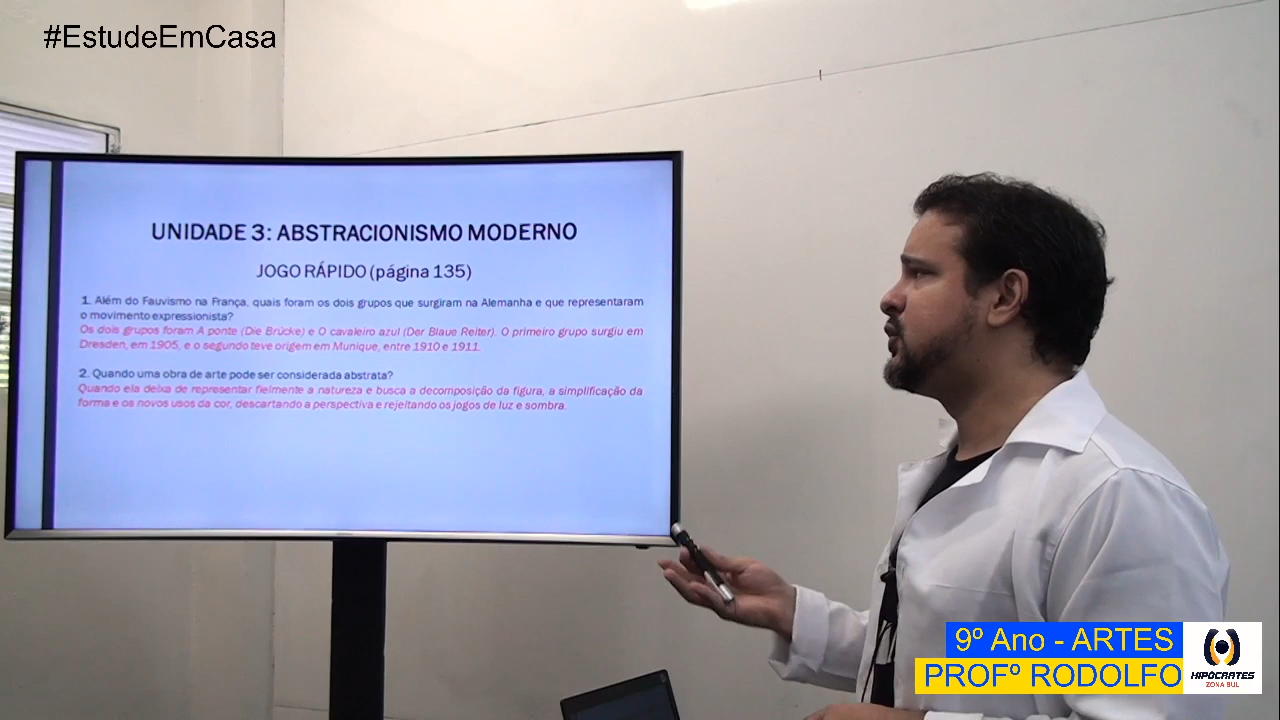 #EstudeEmCasa
UNIDADE 3: ABSTRACIONISMO MODERNO
JOGO RÁPIDO (página 135)
1. Além do Fauvismo na França, quais foram os dois grupos que surgiram na Alemanha e que representaram
o movimento expressionista?
Os dois grupos foram A ponte (Die Brücke) e O cavaleiro azul (Der Blaue Reiter). O primeiro grupo surgiu em
Dresden, em 1905, e o segundo teve origem em Munique, entre 1910 e 1911.
2. Quando uma obra de arte pode ser considerada abstrata?
Quando ela deixa de representar fielmente a natureza e busca a decomposição da figura, a simplificação da
forma e os novos usos da cor, descartando a perspectiva e rejeitando os jogos de luz e sombra.
9º Ano - ARTES
PROFº RODOLFO
HIPÓCRATES
ZONA SUL